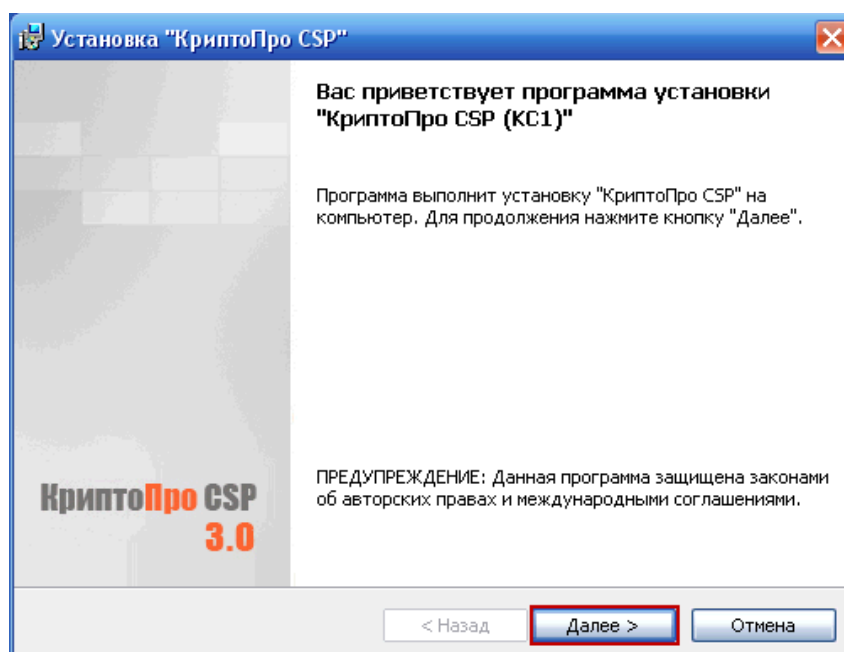 Установка "КриптоПро CSP"
Вас приветствует программа установки
"КриптоПро CSP (КС1)"
Программа выполнит установку "КриптоПро CSP" на
компьютер. Для продолжения нажмите кнопку "Далее".
ПРЕДУПРЕЖДЕНИЕ: Данная программа защищена законами
об авторских правах и международными соглашениями.
КриптоПро CSP
3.0
< Назад
Далее >
Отмена